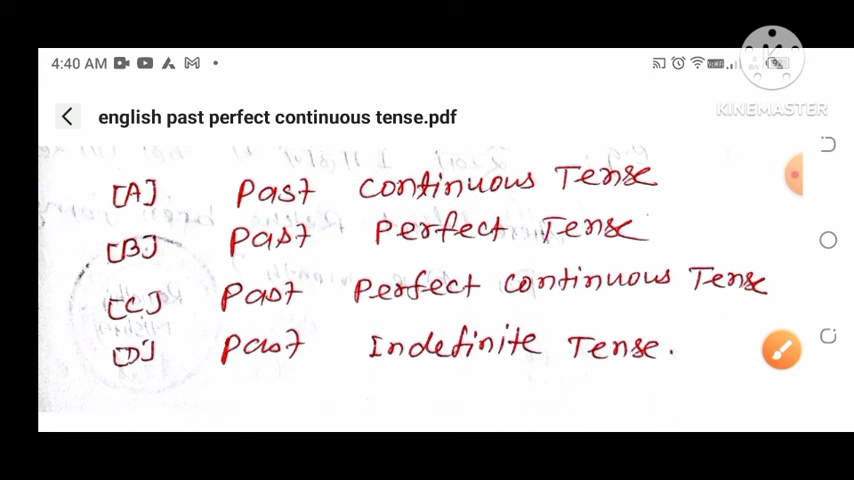 4:40 AM
KINEMASTER
english past perfect continuous tense.pdf
[A] Past Continuous Tense
[B] Past Perfect Tense
[C] Past Perfect Continuous Tense
[D] Past Indefinite Tense.